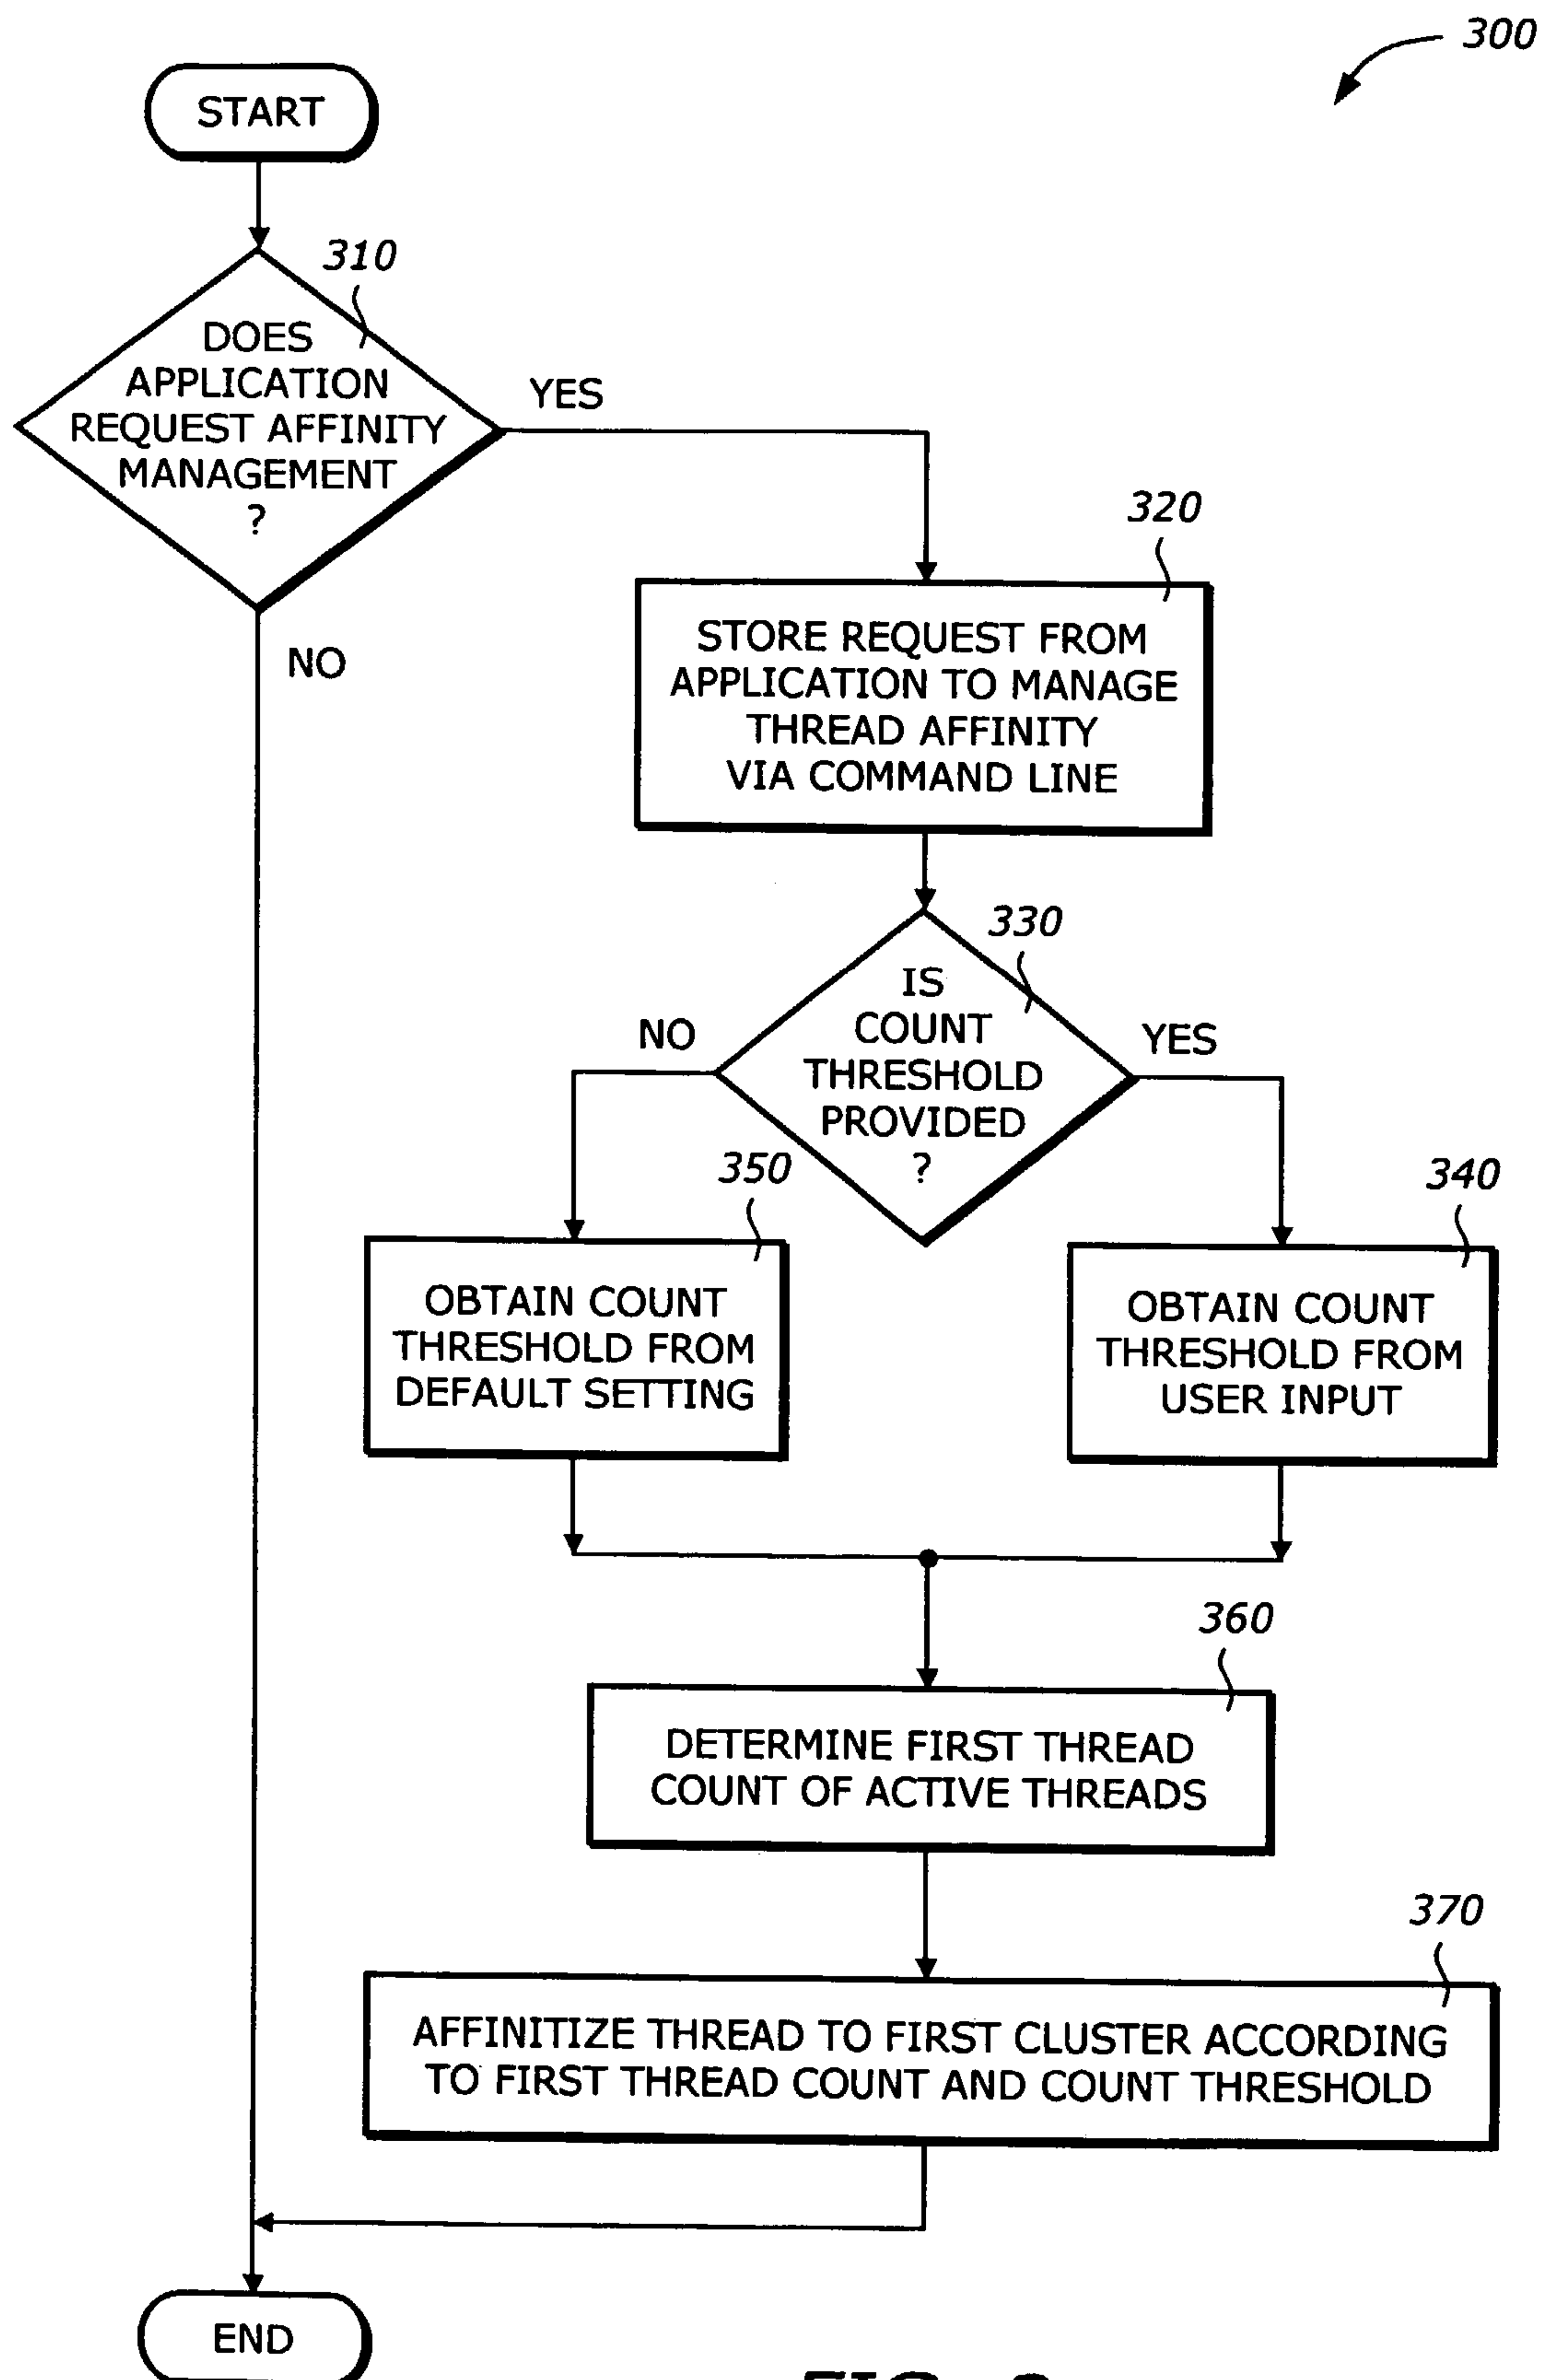 300
START
310
DOES
APPLICATION
REQUEST AFFINITY
MANAGEMENT
?
YES
NO
320
STORE REQUEST FROM
APPLICATION TO MANAGE
THREAD AFFINITY
VIA COMMAND LINE
330
IS
COUNT
THRESHOLD
PROVIDED
?
NO
YES
350
OBTAIN COUNT
THRESHOLD FROM
DEFAULT SETTING
340
OBTAIN COUNT
THRESHOLD FROM
USER INPUT
360
DETERMINE FIRST THREAD
COUNT OF ACTIVE THREADS
370
AFFINITIZE THREAD TO FIRST CLUSTER ACCORDING
TO FIRST THREAD COUNT AND COUNT THRESHOLD
END